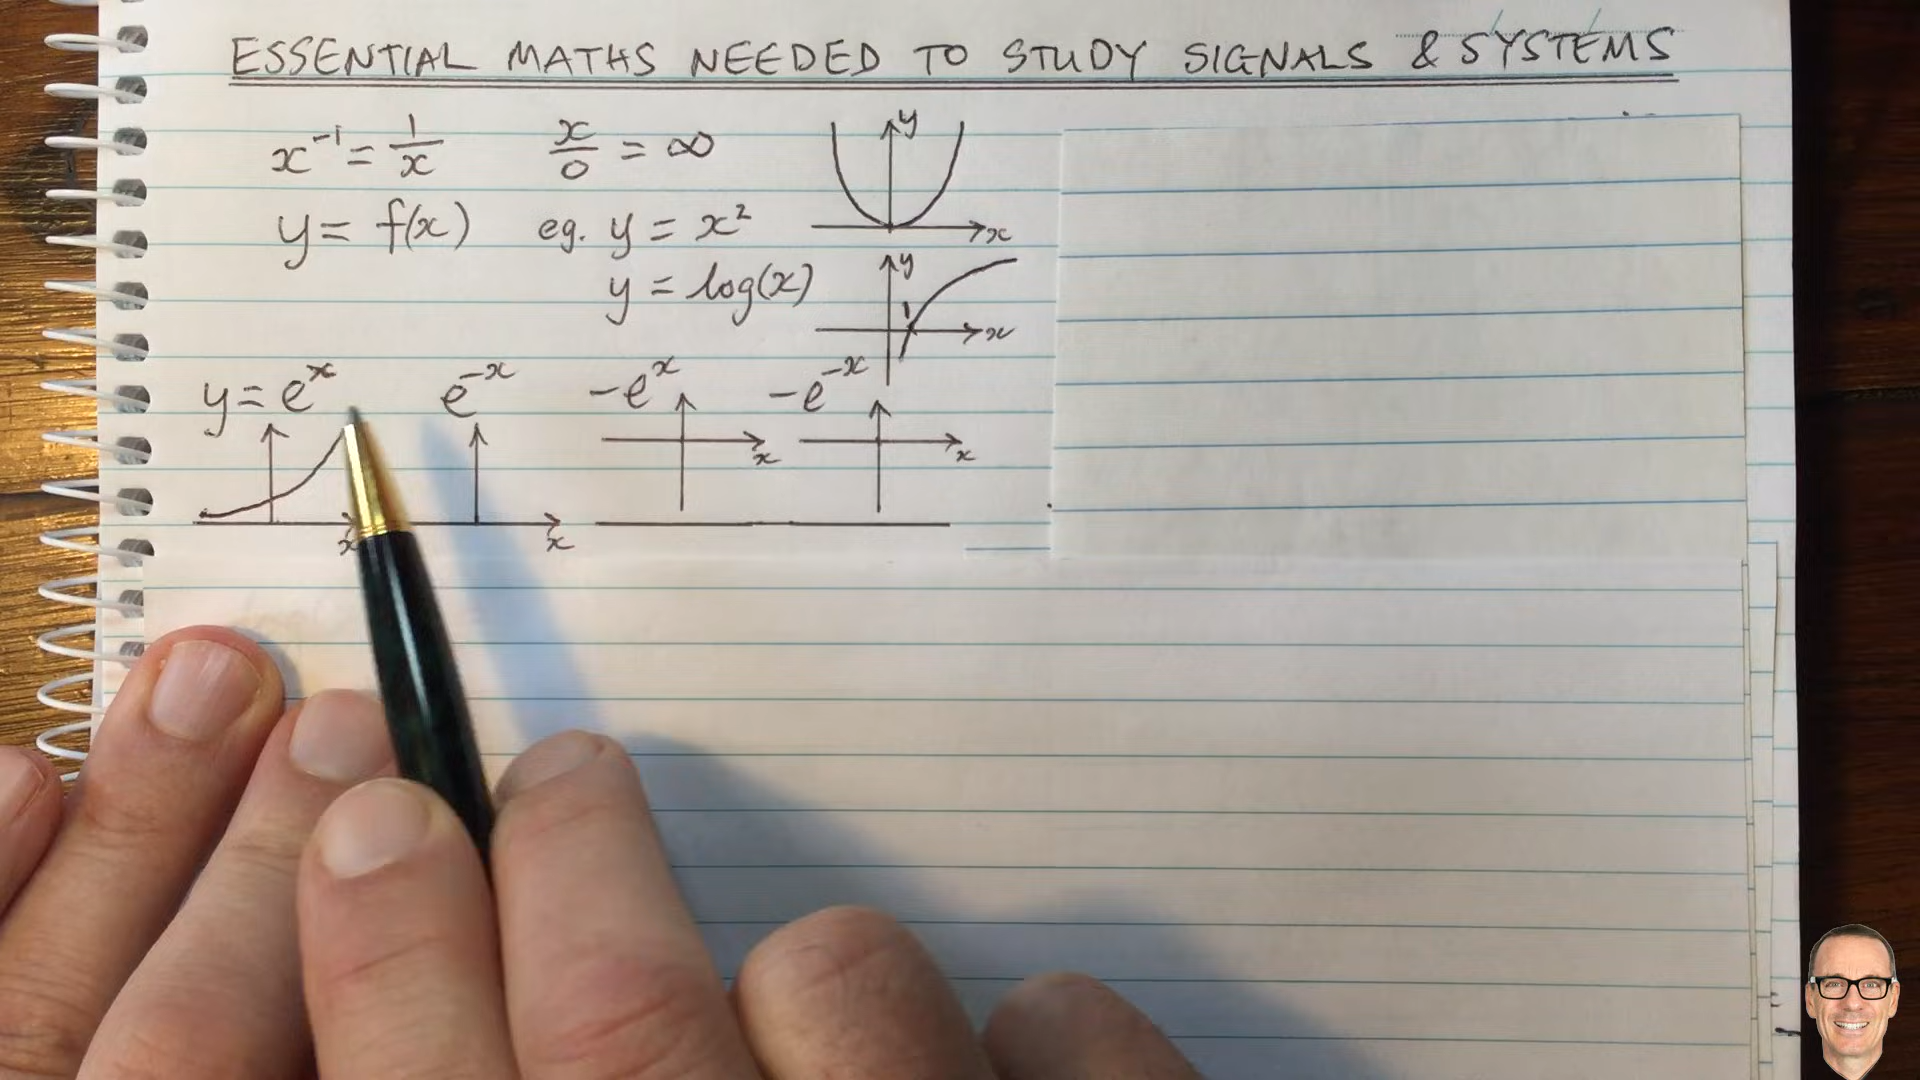 ESSENTIAL MATHS NEEDED TO STUDY SIGNALS & SYSTEMS
x⁻¹ = 1/x x/0 = ∞ y
x
y = f(x) eg. y = x²
y = log(x) y
1
x
y = eˣ e⁻ˣ -eˣ -e⁻ˣ
x x x x